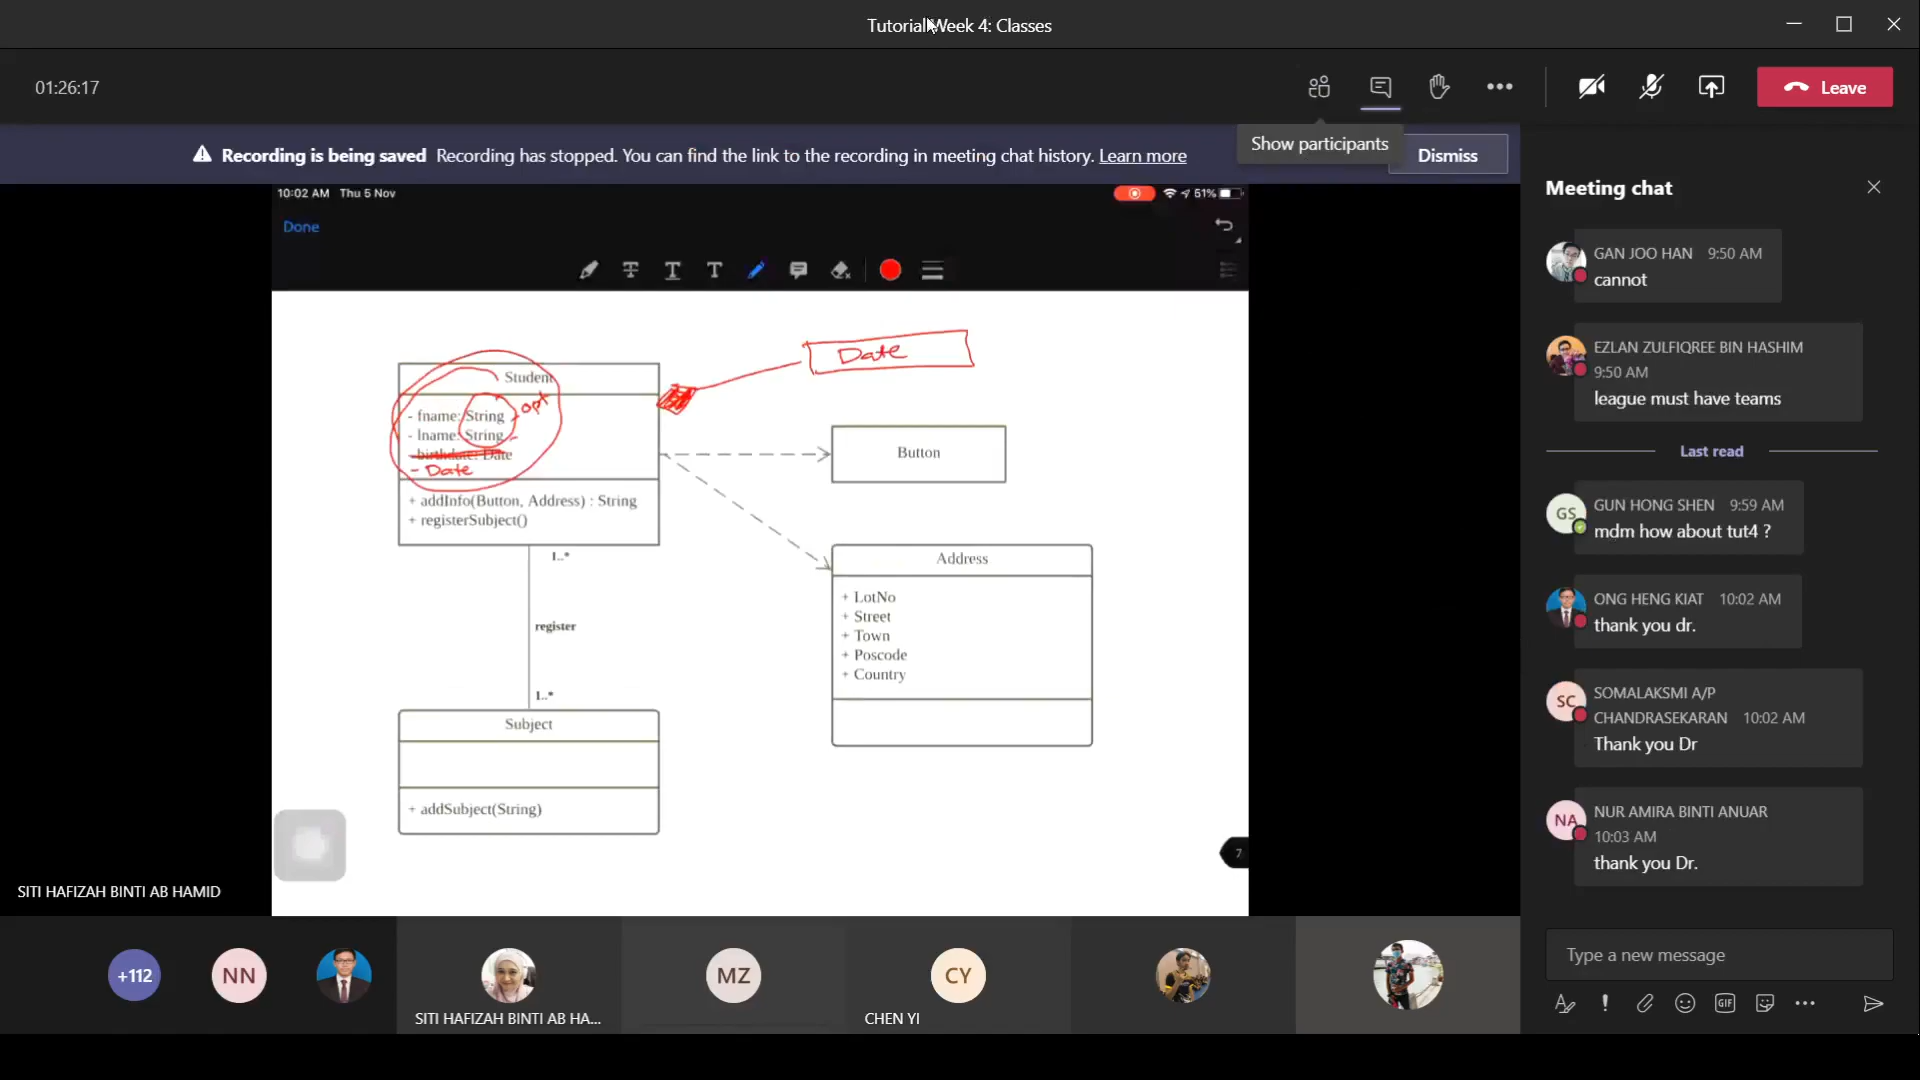 Tutorial Week 4: Classes
01:26:17
Leave
Recording is being saved Recording has stopped. You can find the link to the recording in meeting chat history. Learn more
Show participants
Dismiss
10:02 AM Thu 5 Nov
51%
Done
Date
Student
- fname: String
opt
- lname: String
- birthdate: Date
- Date
+ addInfo(Button, Address) : String
+ registerSubject()
Button
1..*
register
1..*
Address
+ LotNo
+ Street
+ Town
+ Poscode
+ Country
Subject
+ addSubject(String)
7
SITI HAFIZAH BINTI AB HAMID
+112
NN
SITI HAFIZAH BINTI AB HA...
MZ
CY
CHEN YI
Meeting chat
GAN JOO HAN 9:50 AM
cannot
EZLAN ZULFIQREE BIN HASHIM
9:50 AM
league must have teams
Last read
GS
GUN HONG SHEN 9:59 AM
mdm how about tut4 ?
ONG HENG KIAT 10:02 AM
thank you dr.
SC
SOMALAKSMI A/P
CHANDRASEKARAN 10:02 AM
Thank you Dr
NA
NUR AMIRA BINTI ANUAR
10:03 AM
thank you Dr.
Type a new message
GIF